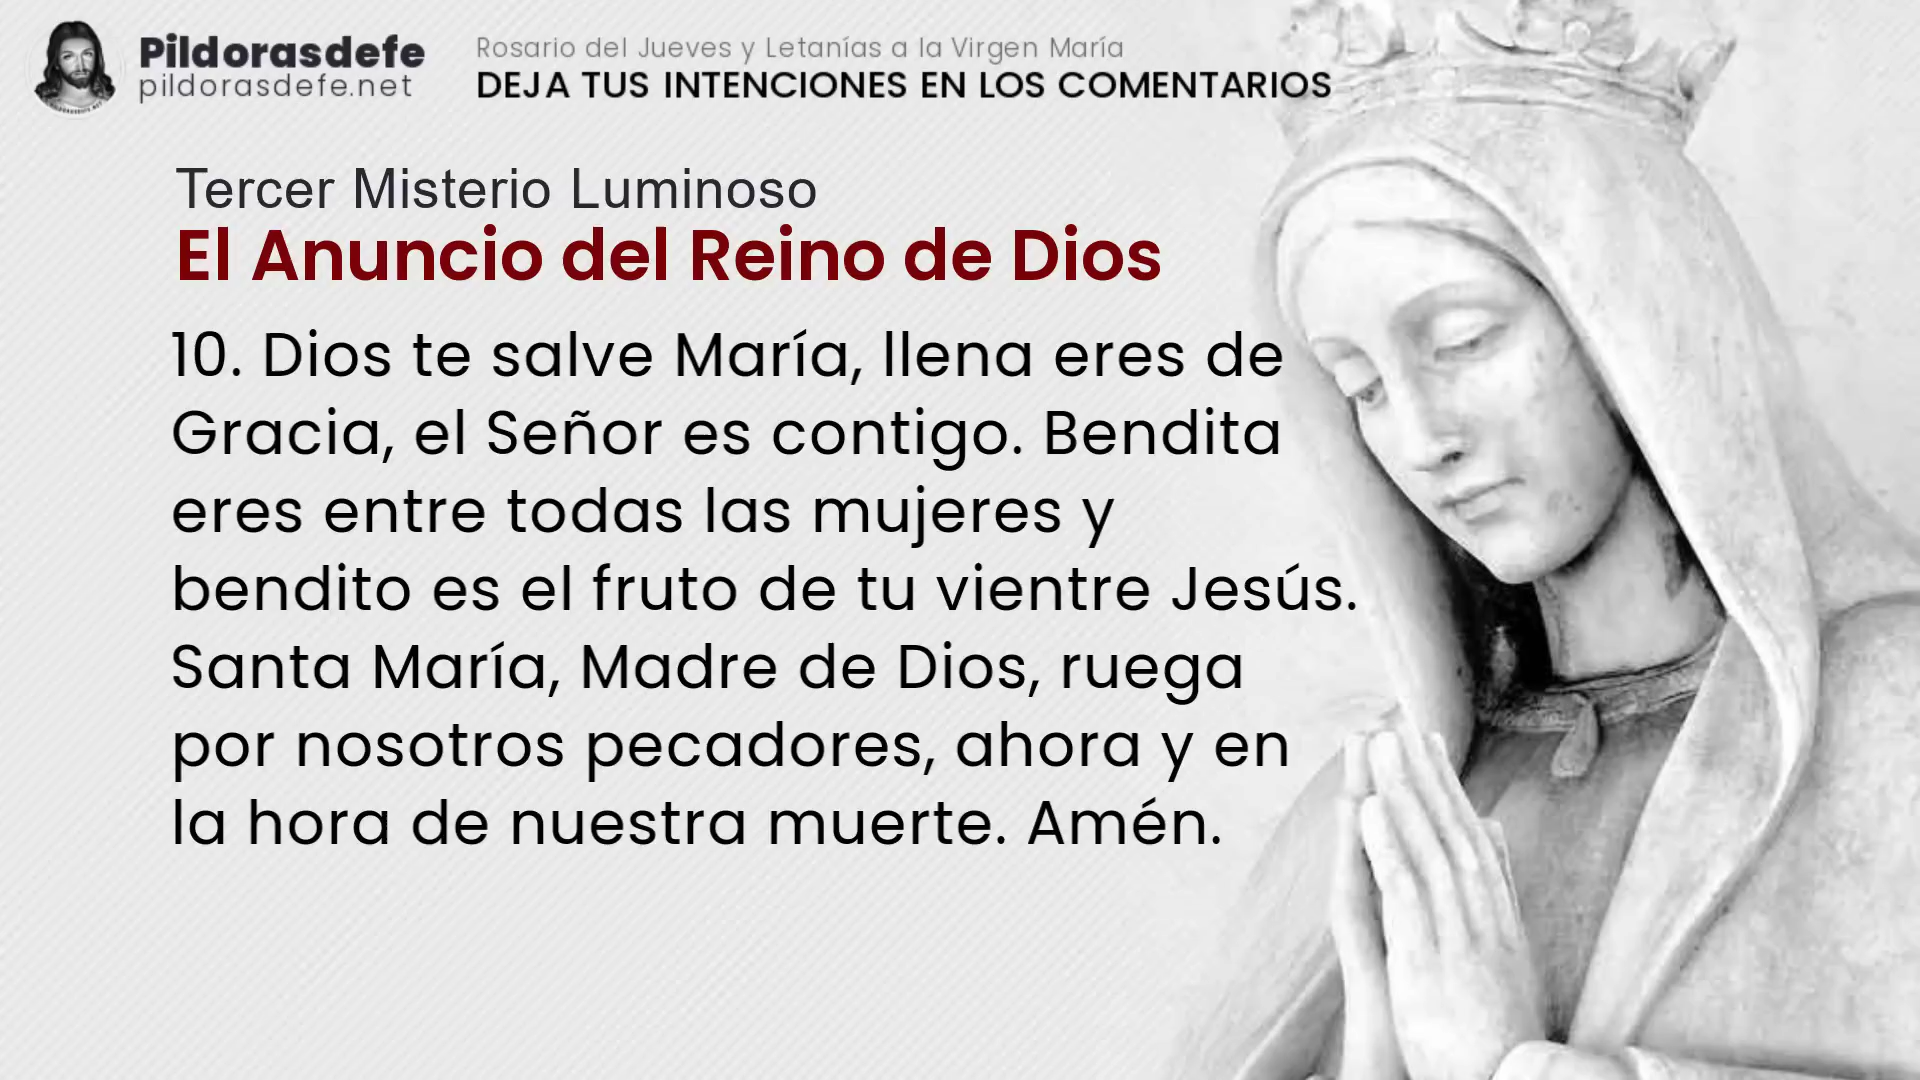 Pildorasdefe
pildorasdefe.net
Rosario del Jueves y Letanías a la Virgen María
DEJA TUS INTENCIONES EN LOS COMENTARIOS
Tercer Misterio Luminoso
El Anuncio del Reino de Dios
10. Dios te salve María, llena eres de
Gracia, el Señor es contigo. Bendita
eres entre todas las mujeres y
bendito es el fruto de tu vientre Jesús.
Santa María, Madre de Dios, ruega
por nosotros pecadores, ahora y en
la hora de nuestra muerte. Amén.